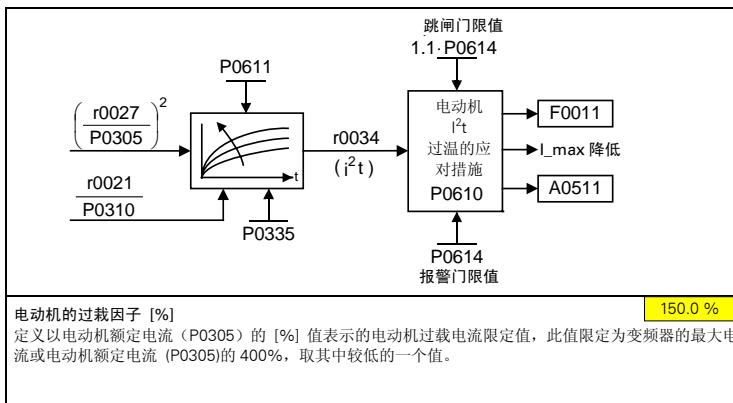 跳闸门限值
1.1·P0614
P0611
(r0027 / P0305)²
电动机
I²t
过温的应
对措施
P0610
F0011
I_max 降低
A0511
r0034
(i²t)
t
r0021
P0310
P0335
P0614
报警门限值
电动机的过载因子 [%]
150.0 %
定义以电动机额定电流（P0305）的 [%] 值表示的电动机过载电流限定值，此值限定为变频器的最大电
流或电动机额定电流 (P0305)的 400%，取其中较低的一个值。